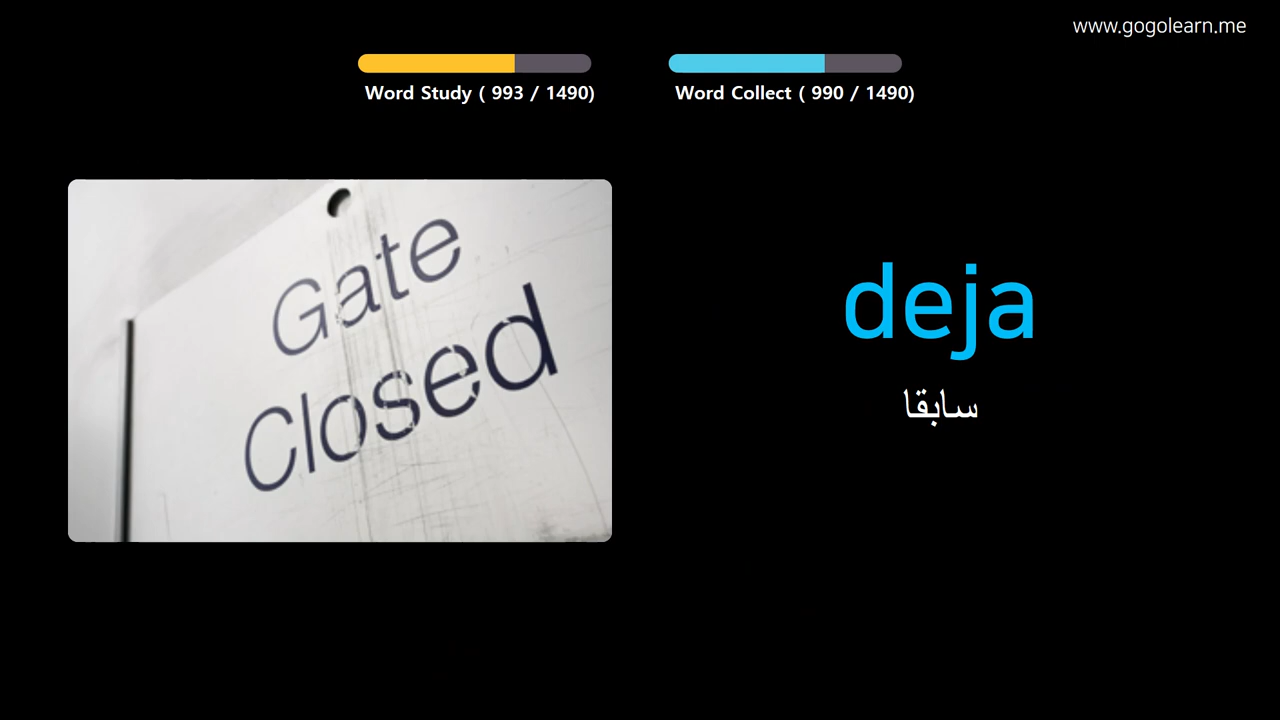 www.gogolearn.me
Word Study ( 993 / 1490)
Word Collect ( 990 / 1490)
Gate
Closed
deja
سابقا